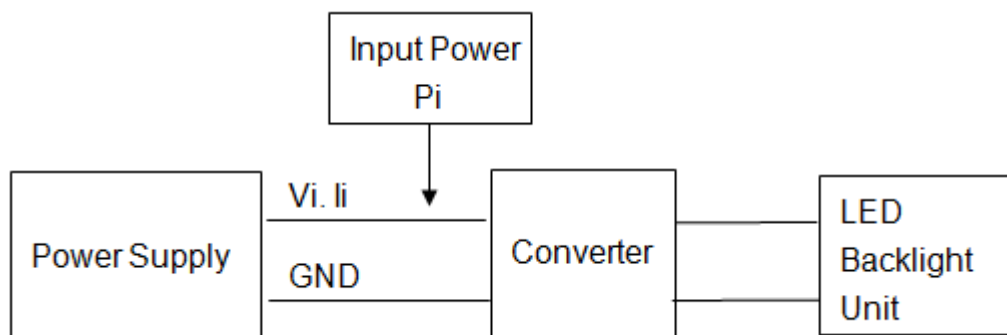 Input Power
Pi
Power Supply
Vi. Ii
GND
Converter
LED
Backlight
Unit